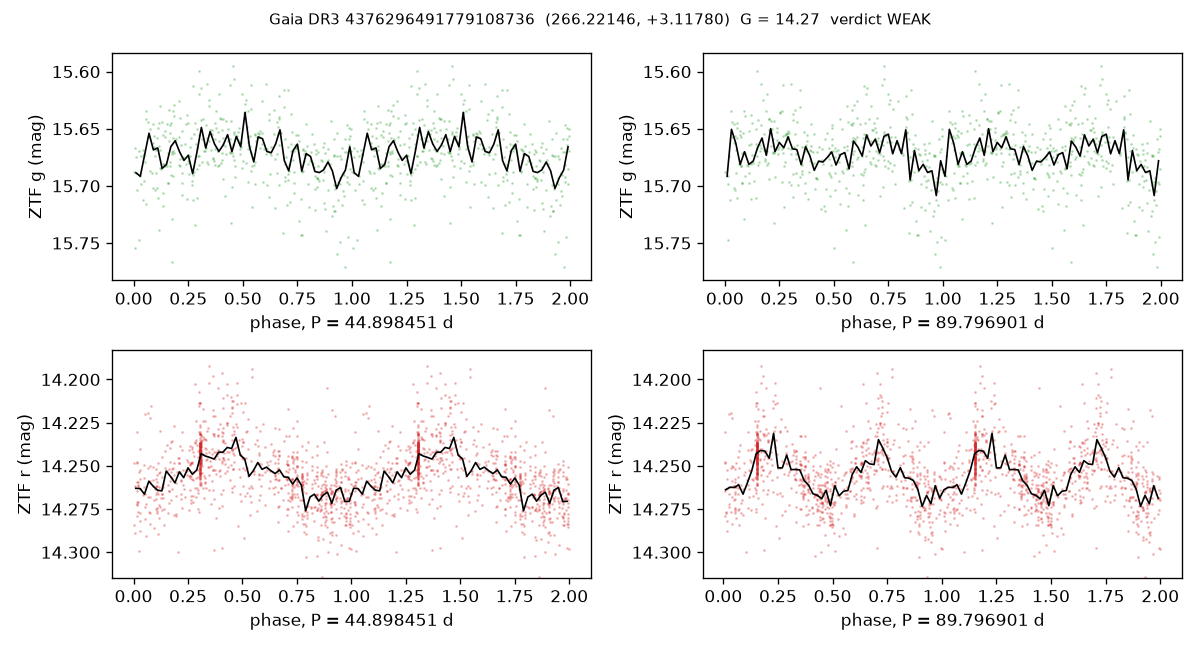 Gaia DR3 4376296491779108736  (266.22146, +3.11780)  G = 14.27  verdict WEAK
ZTF g (mag)
15.60
15.65
15.70
15.75
0.00 0.25 0.50 0.75 1.00 1.25 1.50 1.75 2.00
phase, P = 44.898451 d
ZTF g (mag)
15.60
15.65
15.70
15.75
0.00 0.25 0.50 0.75 1.00 1.25 1.50 1.75 2.00
phase, P = 89.796901 d
ZTF r (mag)
14.200
14.225
14.250
14.275
14.300
0.00 0.25 0.50 0.75 1.00 1.25 1.50 1.75 2.00
phase, P = 44.898451 d
ZTF r (mag)
14.200
14.225
14.250
14.275
14.300
0.00 0.25 0.50 0.75 1.00 1.25 1.50 1.75 2.00
phase, P = 89.796901 d